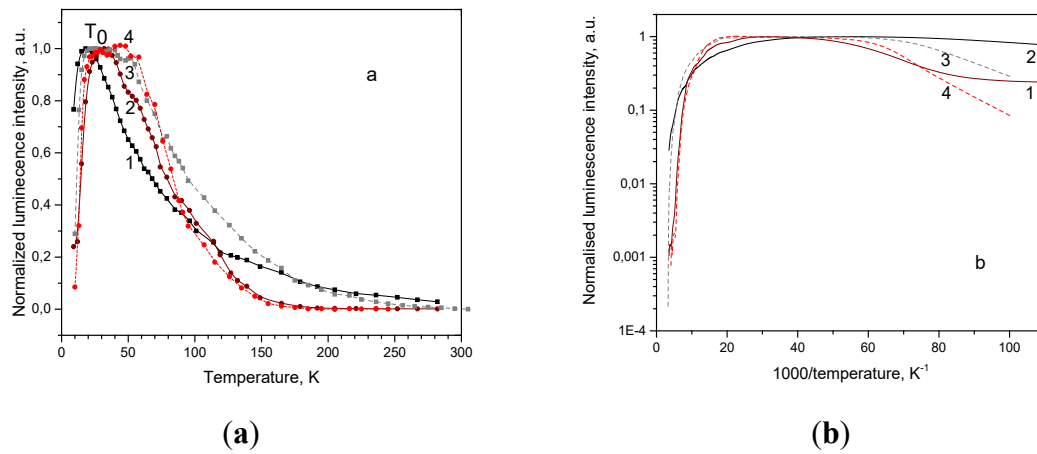 Normalized luminecence intensity, a.u.
1,0
0,8
0,6
0,4
0,2
0,0
T0
4
3
2
1
a
0 50 100 150 200 250 300
Temperature, K
(a)
Normalised luminescence intensity, a.u.
1
0,1
0,01
0,001
1E-4
2
3
1
4
b
0 20 40 60 80 100
1000/temperature, K-1
(b)